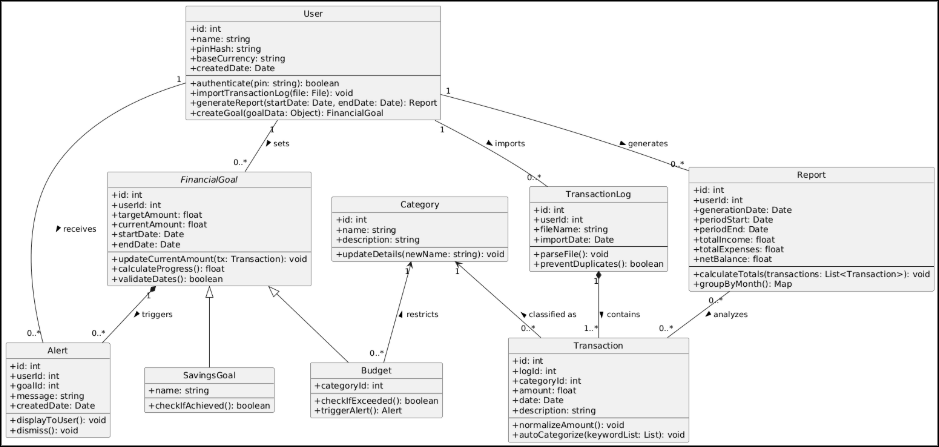 User
+id: int
+name: string
+pinHash: string
+baseCurrency: string
+createdDate: Date
+authenticate(pin: string): boolean
+importTransactionLog(file: File): void
+generateReport(startDate: Date, endDate: Date): Report
+createGoal(goalData: Object): FinancialGoal
1
1
1
1
sets
imports
generates
receives
0..*
0..*
0..*
FinancialGoal
+id: int
+userId: int
+targetAmount: float
+currentAmount: float
+startDate: Date
+endDate: Date
+updateCurrentAmount(tx: Transaction): void
+calculateProgress(): float
+validateDates(): boolean
Category
+id: int
+name: string
+description: string
+updateDetails(newName: string): void
TransactionLog
+id: int
+userId: int
+fileName: string
+importDate: Date
+parseFile(): void
+preventDuplicates(): boolean
Report
+id: int
+userId: int
+generationDate: Date
+periodStart: Date
+periodEnd: Date
+totalIncome: float
+totalExpenses: float
+netBalance: float
+calculateTotals(transactions: List<Transaction>): void
+groupByMonth(): Map
1
1
1
1
0..*
triggers
restricts
classified as
contains
analyzes
0..*
0..*
0..*
0..*
1..*
0..*
Alert
+id: int
+userId: int
+goalId: int
+message: string
+createdDate: Date
+displayToUser(): void
+dismiss(): void
SavingsGoal
+name: string
+checkIfAchieved(): boolean
Budget
+categoryId: int
+checkIfExceeded(): boolean
+triggerAlert(): Alert
Transaction
+id: int
+logId: int
+categoryId: int
+amount: float
+date: Date
+description: string
+normalizeAmount(): void
+autoCategorize(keywordList: List): void